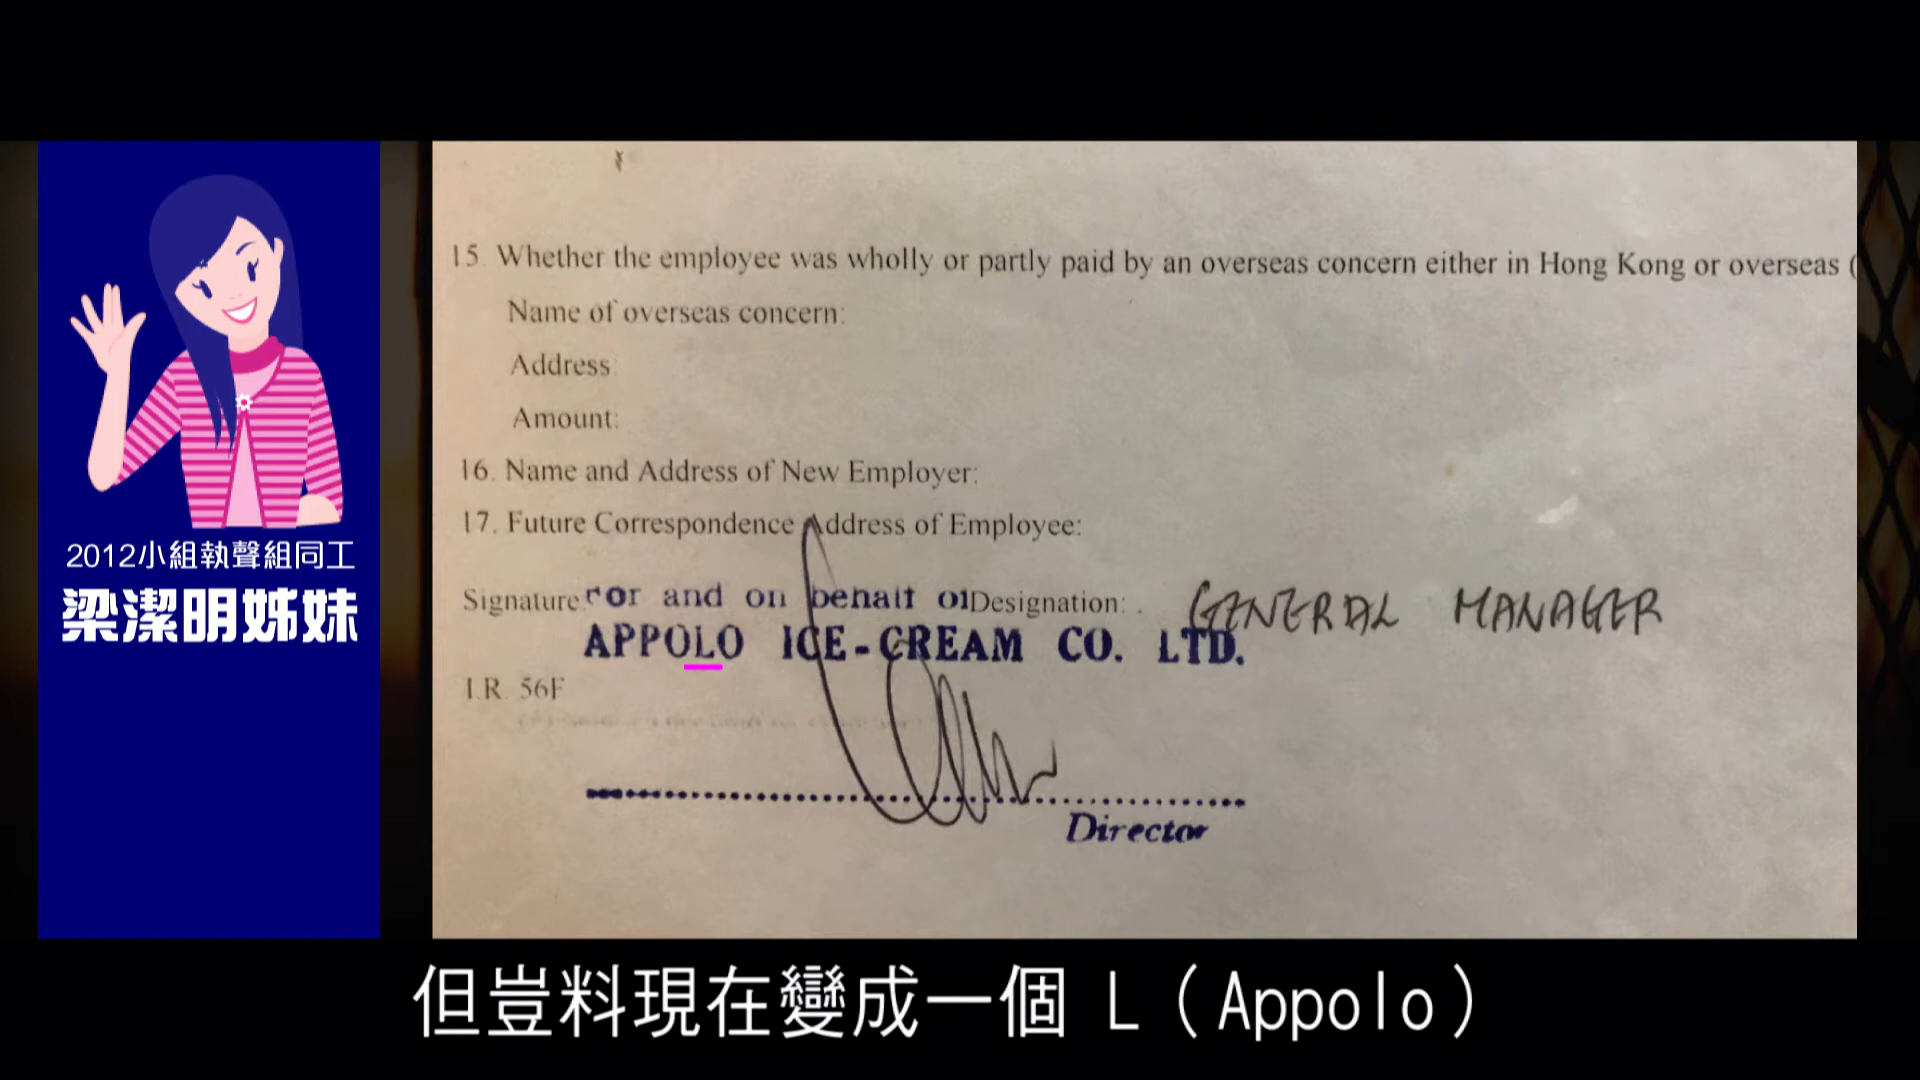 15. Whether the employee was wholly or partly paid by an overseas concern either in Hong Kong or overseas (
Name of overseas concern:
Address:
Amount:
16. Name and Address of New Employer:
17. Future Correspondence Address of Employee:
Signature: For and on behalf of Designation: . GENERAL MANAGER
APPOLO ICE-CREAM CO. LTD.
I.R. 56F
Director
2012小組執聲組同工
梁潔明姊妹
但豈料現在變成一個 L（Appolo）